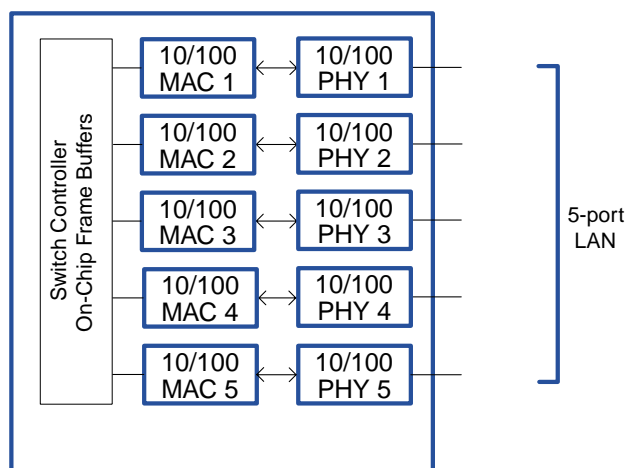 Switch Controller
On-Chip Frame Buffers
10/100
MAC 1
10/100
PHY 1
10/100
MAC 2
10/100
PHY 2
10/100
MAC 3
10/100
PHY 3
10/100
MAC 4
10/100
PHY 4
10/100
MAC 5
10/100
PHY 5
5-port
LAN